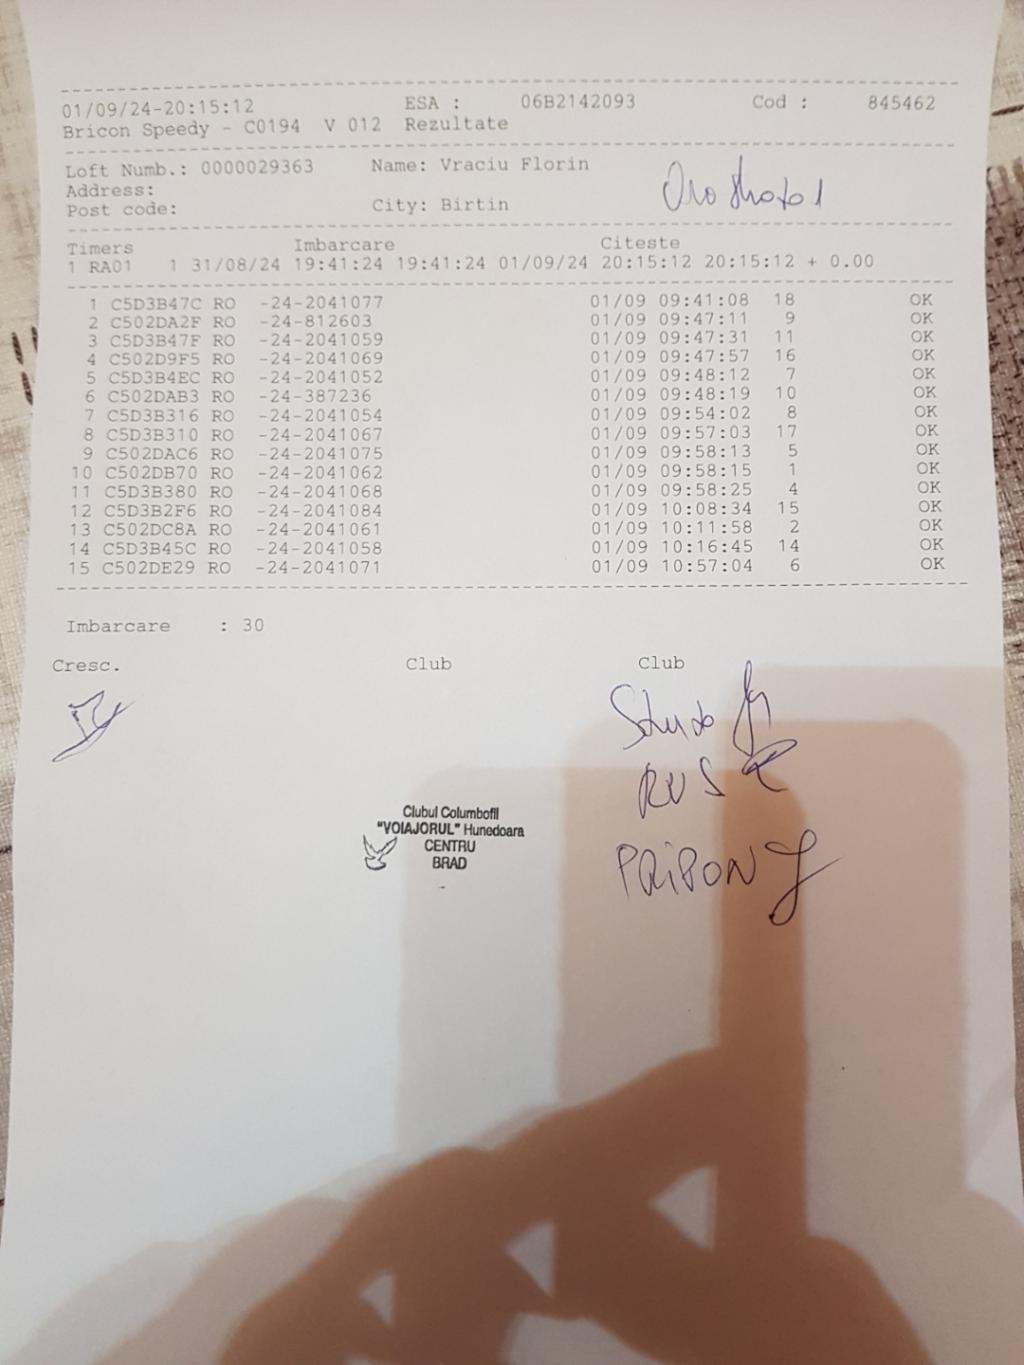 01/09/24-20:15:12 ESA : 06B2142093 Cod : 845462
Bricon Speedy - C0194 V 012 Rezultate
Loft Numb.: 0000029363 Name: Vraciu Florin
Address:
Post code: City: Birtin
Timers Imbarcare Citeste
1 RA01 1 31/08/24 19:41:24 19:41:24 01/09/24 20:15:12 20:15:12 + 0.00
1 C5D3B47C RO -24-2041077 01/09 09:41:08 18 OK
2 C502DA2F RO -24-812603 01/09 09:47:11 9 OK
3 C5D3B47F RO -24-2041059 01/09 09:47:31 11 OK
4 C502D9F5 RO -24-2041069 01/09 09:47:57 16 OK
5 C5D3B4EC RO -24-2041052 01/09 09:48:12 7 OK
6 C502DAB3 RO -24-387236 01/09 09:48:19 10 OK
7 C5D3B316 RO -24-2041054 01/09 09:54:02 8 OK
8 C5D3B310 RO -24-2041067 01/09 09:57:03 17 OK
9 C502DAC6 RO -24-2041075 01/09 09:58:13 5 OK
10 C502DB70 RO -24-2041062 01/09 09:58:15 1 OK
11 C5D3B380 RO -24-2041068 01/09 09:58:25 4 OK
12 C5D3B2F6 RO -24-2041084 01/09 10:08:34 15 OK
13 C502DC8A RO -24-2041061 01/09 10:11:58 2 OK
14 C5D3B45C RO -24-2041058 01/09 10:16:45 14 OK
15 C502DE29 RO -24-2041071 01/09 10:57:04 6 OK
Imbarcare : 30
Cresc. Club Club
RUS
Clubul Columbofil
"VOIAJORUL" Hunedoara
CENTRU
BRAD